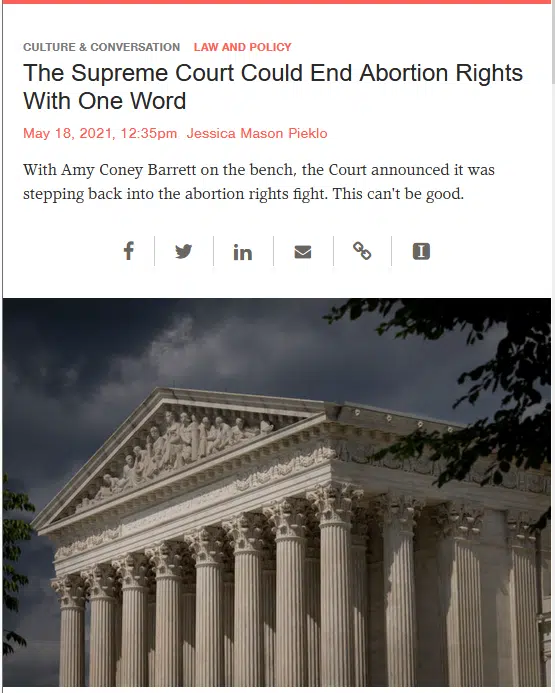 CULTURE & CONVERSATION LAW AND POLICY
The Supreme Court Could End Abortion Rights
With One Word
May 18, 2021, 12:35pm Jessica Mason Pieklo
With Amy Coney Barrett on the bench, the Court announced it was
stepping back into the abortion rights fight. This can't be good.